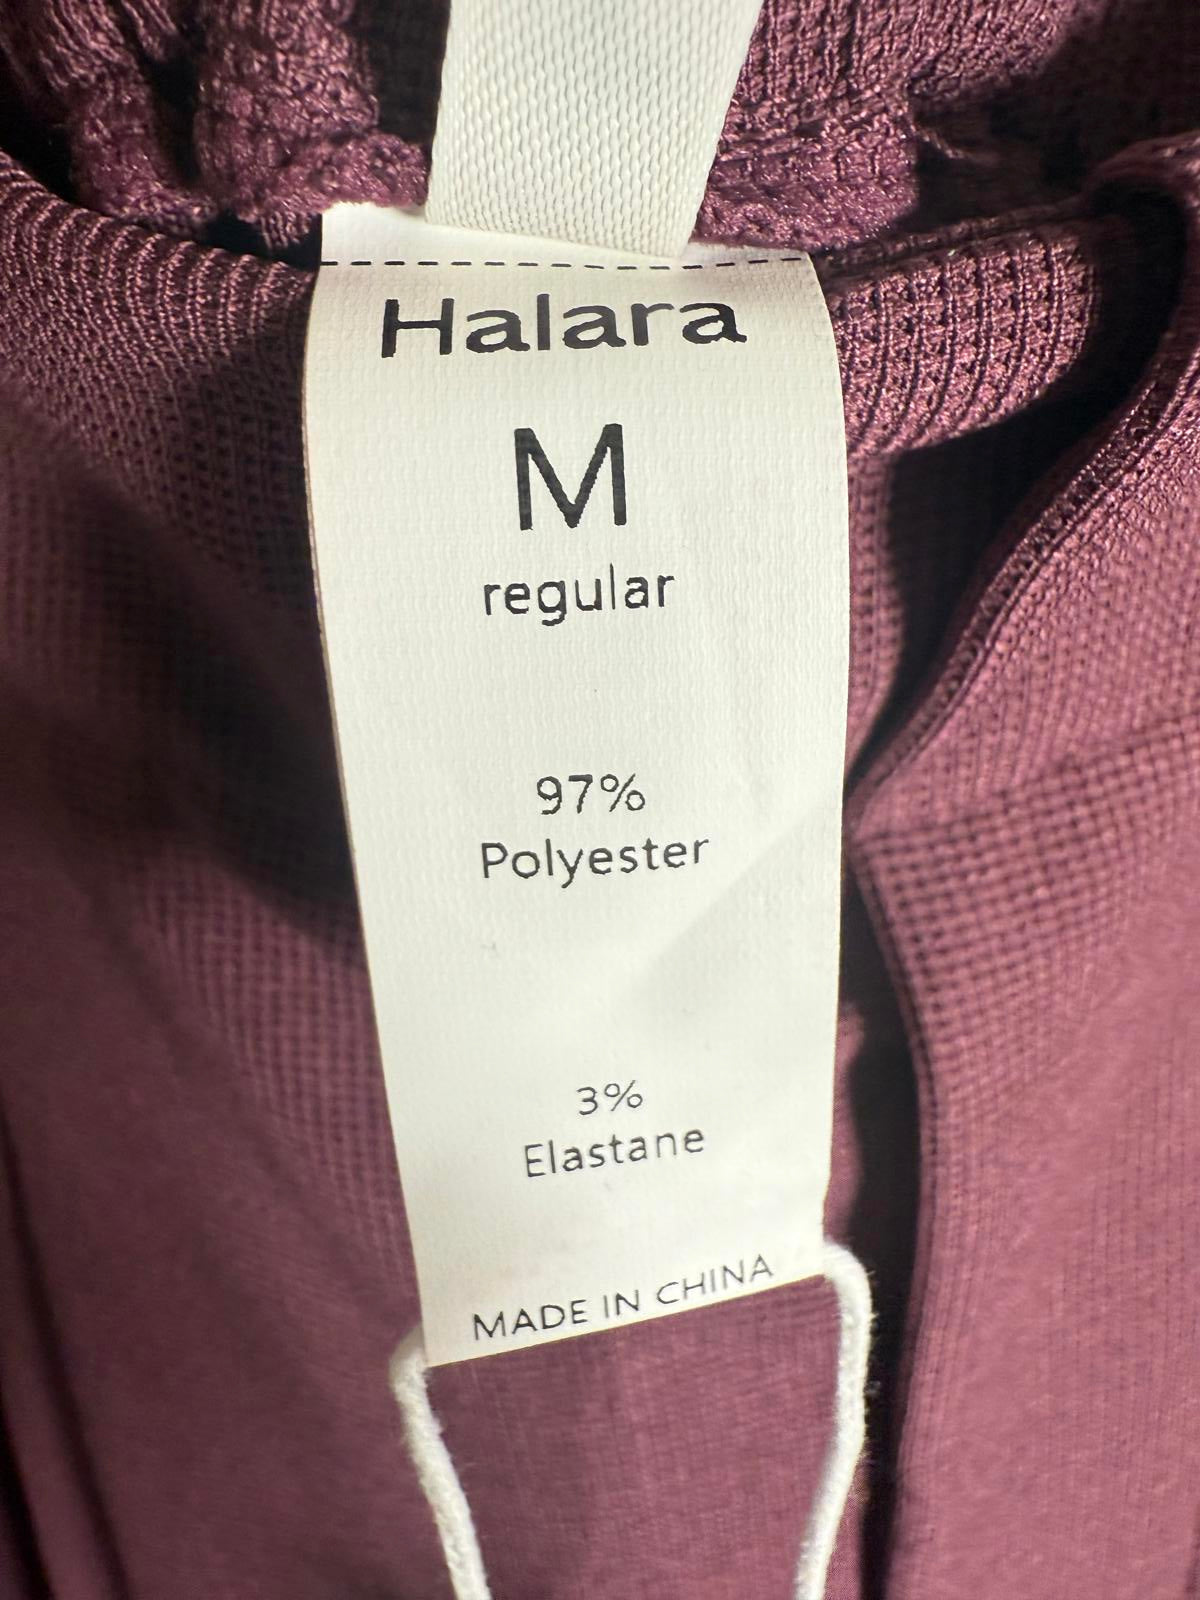 Halara
M
regular
97%
Polyester
3%
Elastane
MADE IN CHINA